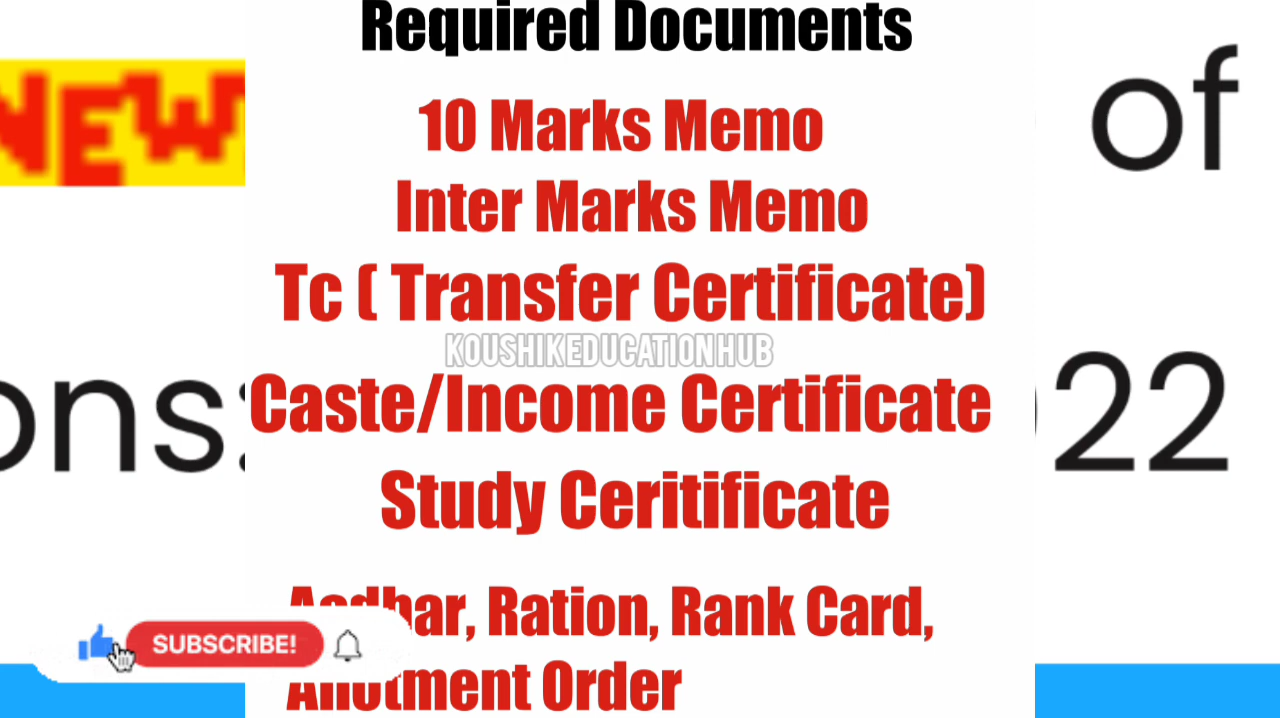 Required Documents
NEW
of
10 Marks Memo
Inter Marks Memo
Tc ( Transfer Certificate)
KOUSHIKEDUCATIONHUB
ons:
22
Caste/Income Certificate
Study Ceritificate
Aadhar, Ration, Rank Card,
SUBSCRIBE!
Allotment Order